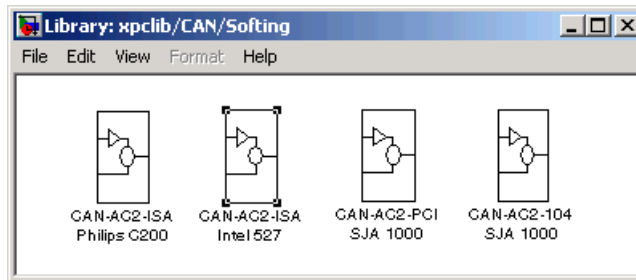 Library: xpclib/CAN/Softing
File Edit View Format Help
CAN-AC2-ISA
Philips C200
CAN-AC2-ISA
Intel 527
CAN-AC2-PCI
SJA 1000
CAN-AC2-104
SJA 1000